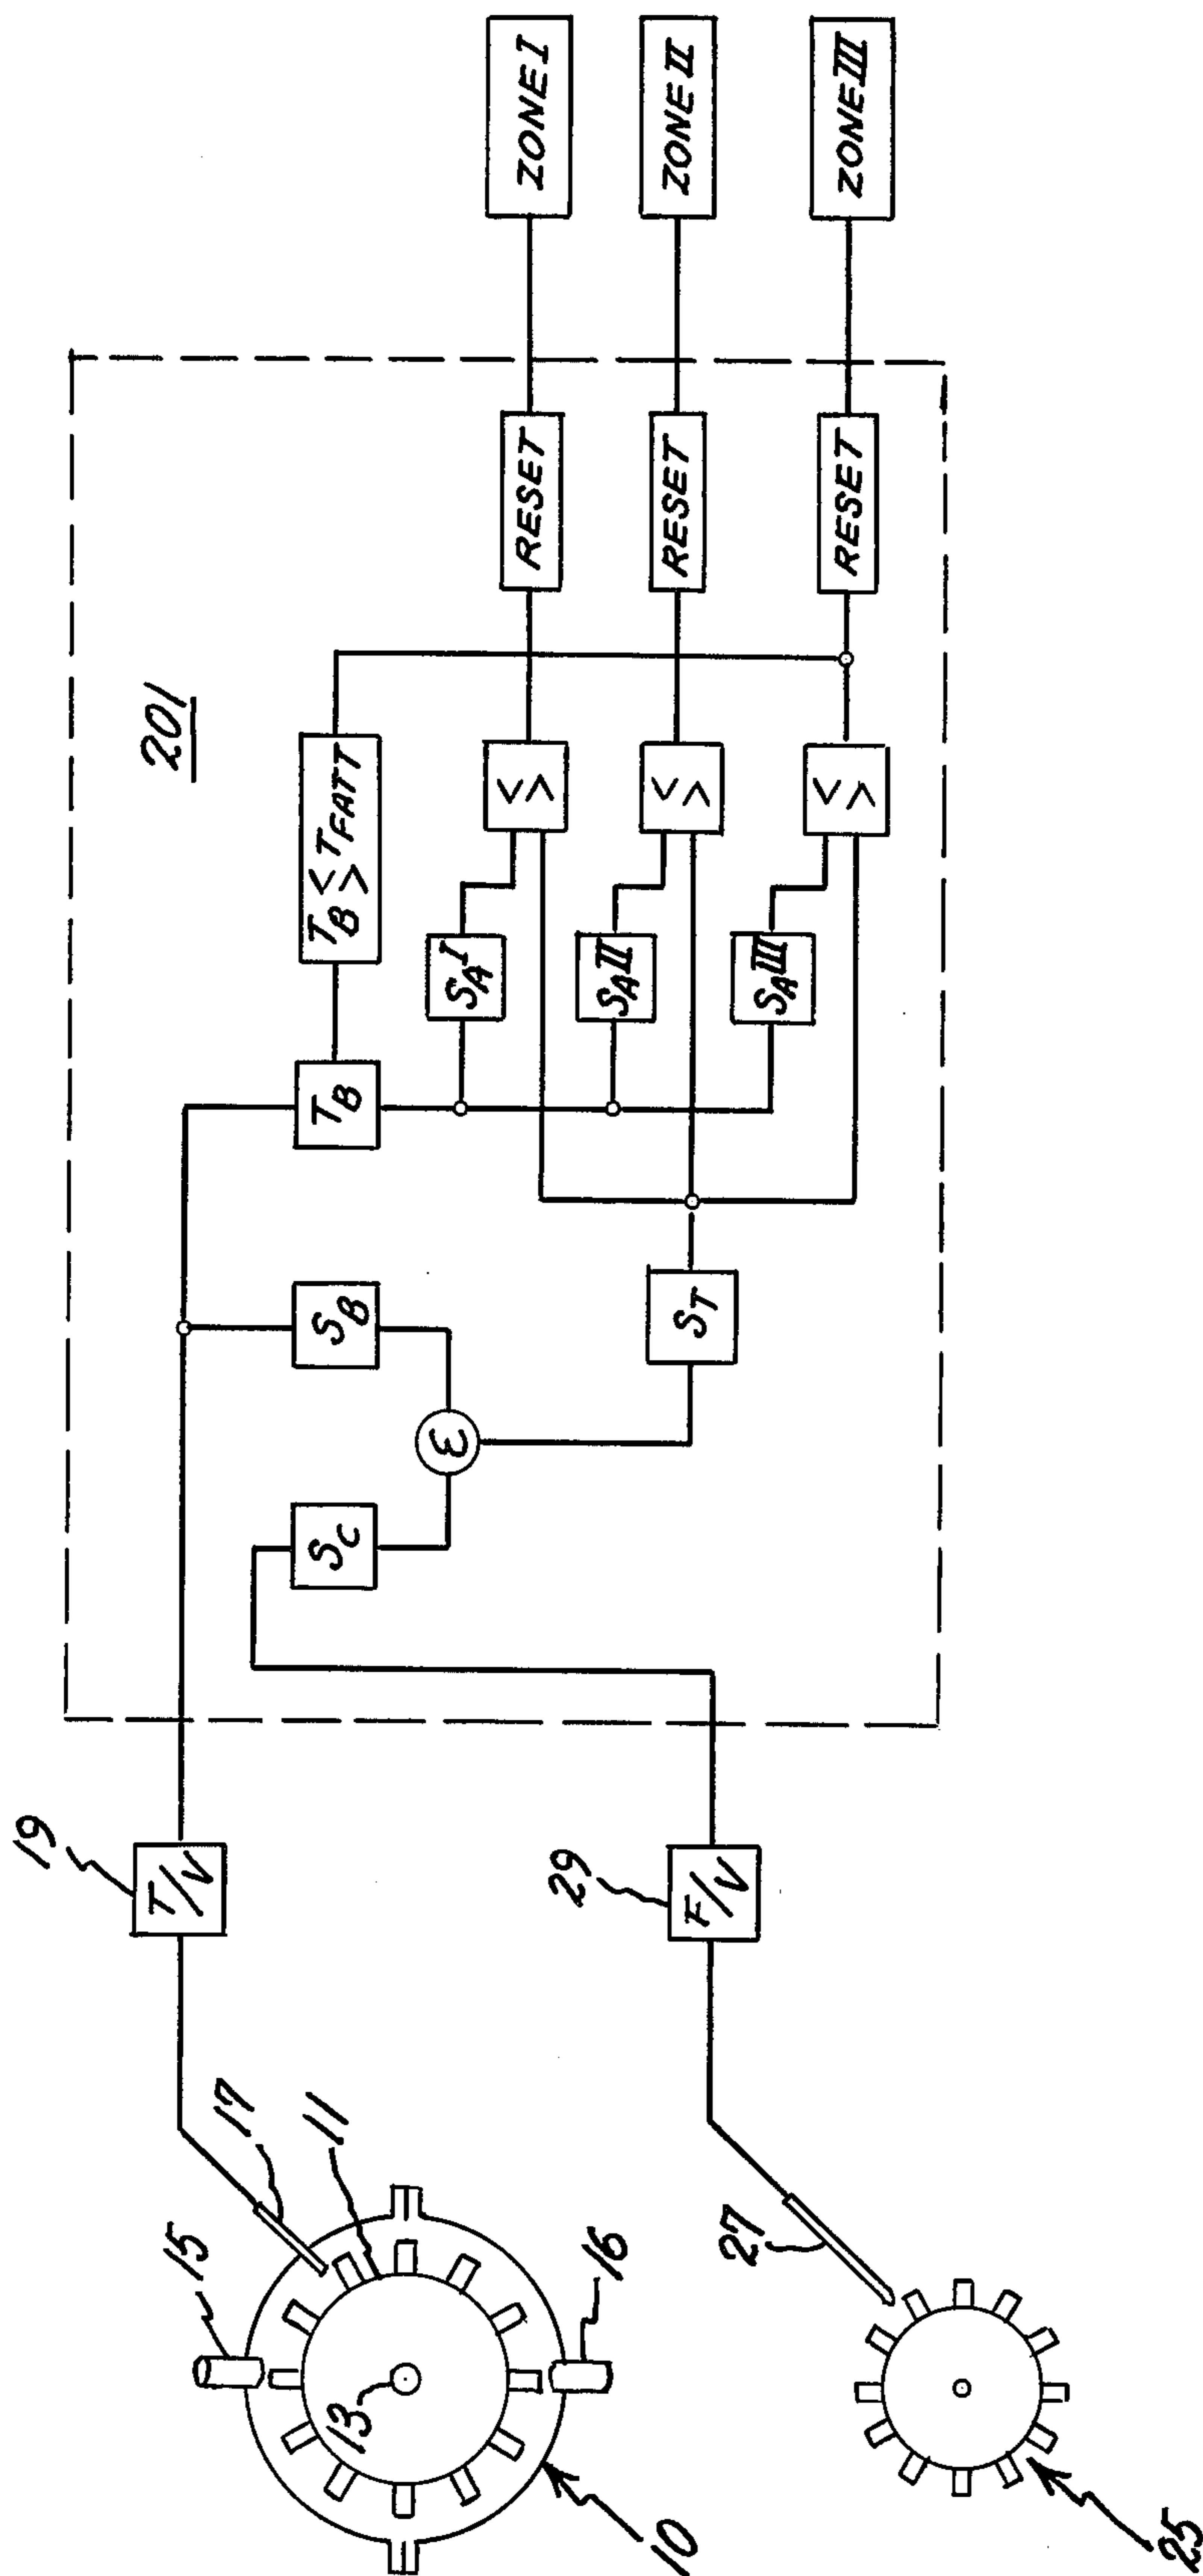 201
ZONE I
ZONE II
ZONE III
RESET
RESET
RESET
T_B <> T_FATT
T_B
S_A I
S_A II
S_A III
<>
<>
<>
S_B
S_C
Ɛ
S_T
19
T/V
29
F/V
17
11
15
13
16
10
27
25